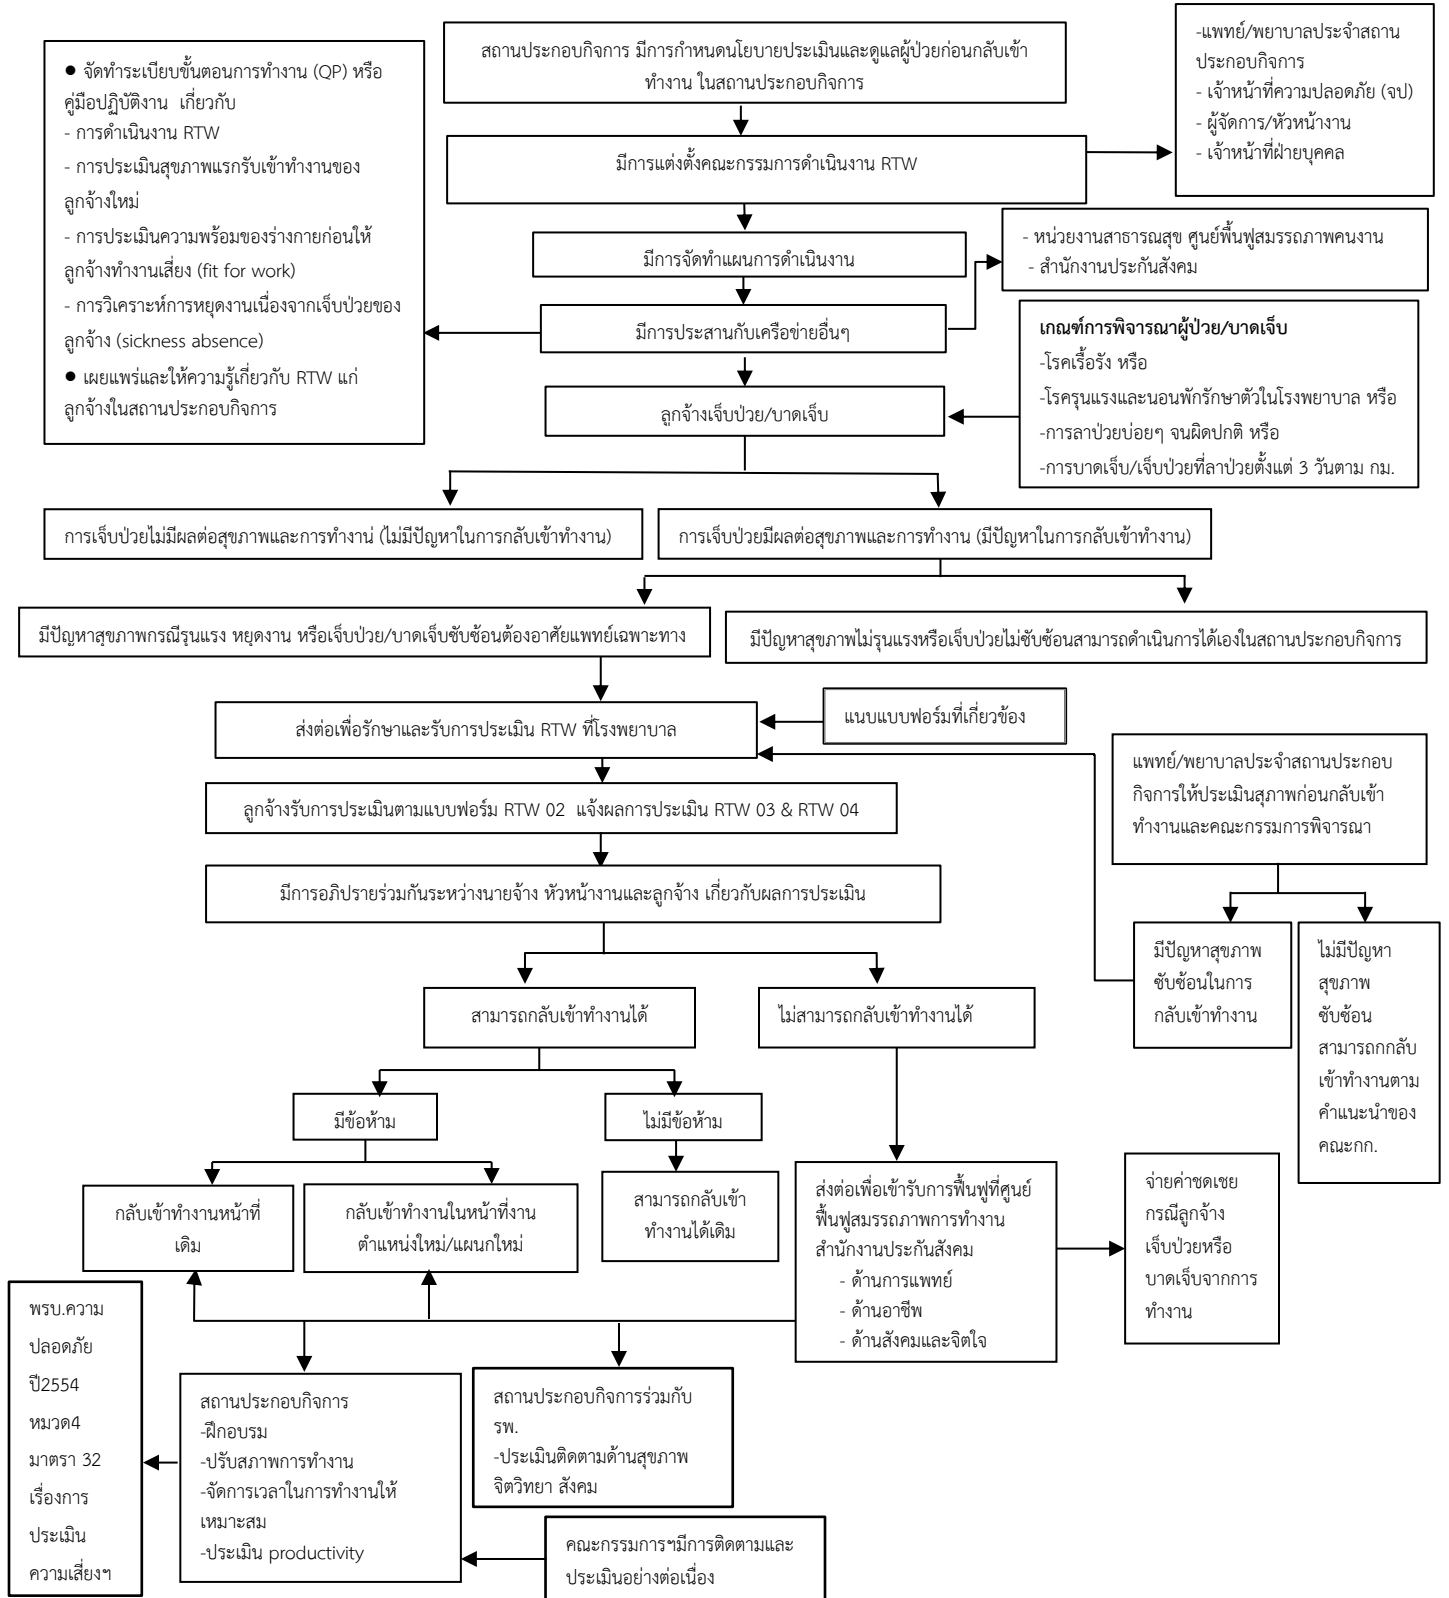 สถานประกอบกิจการ มีการกำหนดนโยบายประเมินและดูแลผู้ป่วยก่อนกลับเข้า
ทำงาน ในสถานประกอบกิจการ
-แพทย์/พยาบาลประจำสถาน
ประกอบกิจการ
- เจ้าหน้าที่ความปลอดภัย (จป)
- ผู้จัดการ/หัวหน้างาน
- เจ้าหน้าที่ฝ่ายบุคคล
● จัดทำระเบียบขั้นตอนการทำงาน (QP) หรือ
คู่มือปฏิบัติงาน เกี่ยวกับ
- การดำเนินงาน RTW
- การประเมินสุขภาพแรกรับเข้าทำงานของ
ลูกจ้างใหม่
- การประเมินความพร้อมของร่างกายก่อนให้
ลูกจ้างทำงานเสี่ยง (fit for work)
- การวิเคราะห์การหยุดงานเนื่องจากเจ็บป่วยของ
ลูกจ้าง (sickness absence)
● เผยแพร่และให้ความรู้เกี่ยวกับ RTW แก่
ลูกจ้างในสถานประกอบกิจการ
มีการแต่งตั้งคณะกรรมการดำเนินงาน RTW
มีการจัดทำแผนการดำเนินงาน
- หน่วยงานสาธารณสุข ศูนย์ฟื้นฟูสมรรถภาพคนงาน
- สำนักงานประกันสังคม
มีการประสานกับเครือข่ายอื่นๆ
เกณฑ์การพิจารณาผู้ป่วย/บาดเจ็บ
-โรคเรื้อรัง หรือ
-โรครุนแรงและนอนพักรักษาตัวในโรงพยาบาล หรือ
-การลาป่วยบ่อยๆ จนผิดปกติ หรือ
-การบาดเจ็บ/เจ็บป่วยที่ลาป่วยตั้งแต่ 3 วันตาม กม.
ลูกจ้างเจ็บป่วย/บาดเจ็บ
การเจ็บป่วยไม่มีผลต่อสุขภาพและการทำงาน่ (ไม่มีปัญหาในการกลับเข้าทำงาน)
การเจ็บป่วยมีผลต่อสุขภาพและการทำงาน (มีปัญหาในการกลับเข้าทำงาน)
มีปัญหาสุขภาพกรณีรุนแรง หยุดงาน หรือเจ็บป่วย/บาดเจ็บซับซ้อนต้องอาศัยแพทย์เฉพาะทาง
มีปัญหาสุขภาพไม่รุนแรงหรือเจ็บป่วยไม่ซับซ้อนสามารถดำเนินการได้เองในสถานประกอบกิจการ
ส่งต่อเพื่อรักษาและรับการประเมิน RTW ที่โรงพยาบาล
แนบแบบฟอร์มที่เกี่ยวข้อง
แพทย์/พยาบาลประจำสถานประกอบ
กิจการให้ประเมินสุภาพก่อนกลับเข้า
ทำงานและคณะกรรมการพิจารณา
ลูกจ้างรับการประเมินตามแบบฟอร์ม RTW 02 แจ้งผลการประเมิน RTW 03 & RTW 04
มีการอภิปรายร่วมกันระหว่างนายจ้าง หัวหน้างานและลูกจ้าง เกี่ยวกับผลการประเมิน
มีปัญหาสุขภาพ
ซับซ้อนในการ
กลับเข้าทำงาน
ไม่มีปัญหา
สุขภาพ
ซับซ้อน
สามารถกกลับ
เข้าทำงานตาม
คำแนะนำของ
คณะกก.
สามารถกลับเข้าทำงานได้
ไม่สามารถกลับเข้าทำงานได้
มีข้อห้าม
ไม่มีข้อห้าม
กลับเข้าทำงานหน้าที่
เดิม
กลับเข้าทำงานในหน้าที่งาน
ตำแหน่งใหม่/แผนกใหม่
สามารถกลับเข้า
ทำงานได้เดิม
ส่งต่อเพื่อเข้ารับการฟื้นฟูที่ศูนย์
ฟื้นฟูสมรรถภาพการทำงาน
สำนักงานประกันสังคม
- ด้านการแพทย์
- ด้านอาชีพ
- ด้านสังคมและจิตใจ
จ่ายค่าชดเชย
กรณีลูกจ้าง
เจ็บป่วยหรือ
บาดเจ็บจากการ
ทำงาน
พรบ.ความ
ปลอดภัย
ปี2554
หมวด4
มาตรา 32
เรื่องการ
ประเมิน
ความเสี่ยงฯ
สถานประกอบกิจการ
-ฝึกอบรม
-ปรับสภาพการทำงาน
-จัดการเวลาในการทำงานให้
เหมาะสม
-ประเมิน productivity
สถานประกอบกิจการร่วมกับ
รพ.
-ประเมินติดตามด้านสุขภาพ
จิตวิทยา สังคม
คณะกรรมการฯมีการติดตามและ
ประเมินอย่างต่อเนื่อง